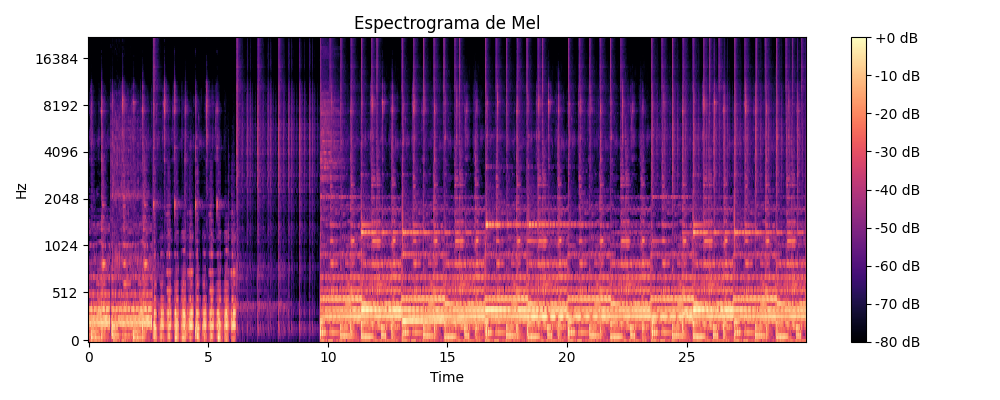 Espectrograma de Mel
16384
8192
4096
2048
1024
512
0
Hz
0 5 10 15 20 25
Time
+0 dB
-10 dB
-20 dB
-30 dB
-40 dB
-50 dB
-60 dB
-70 dB
-80 dB